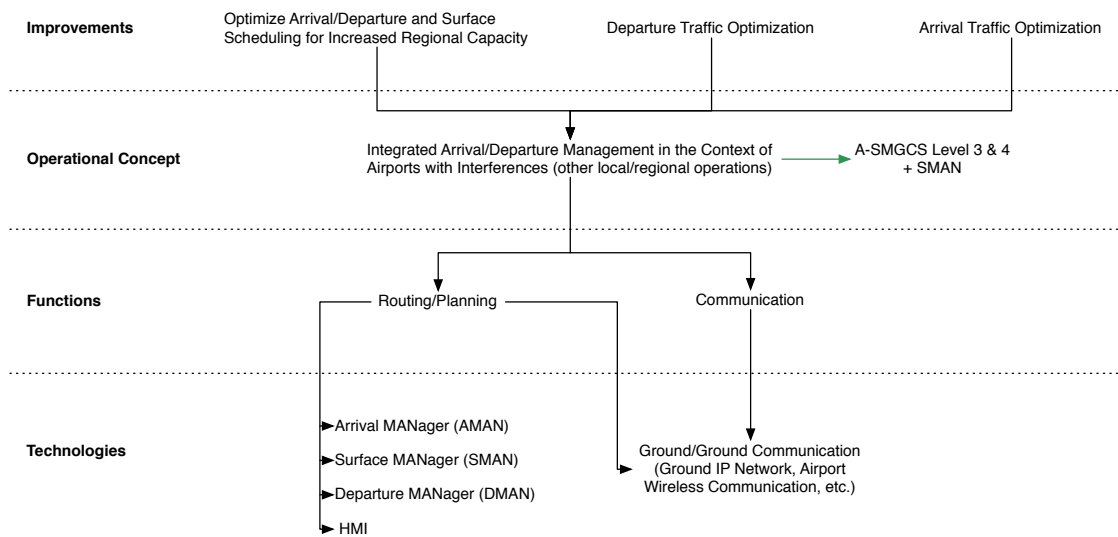 Improvements
Optimize Arrival/Departure and Surface
Scheduling for Increased Regional Capacity
Departure Traffic Optimization
Arrival Traffic Optimization
Operational Concept
Integrated Arrival/Departure Management in the Context of
Airports with Interferences (other local/regional operations)
A-SMGCS Level 3 & 4
+ SMAN
Functions
Routing/Planning
Communication
Technologies
Arrival MANager (AMAN)
Surface MANager (SMAN)
Departure MANager (DMAN)
HMI
Ground/Ground Communication
(Ground IP Network, Airport
Wireless Communication, etc.)